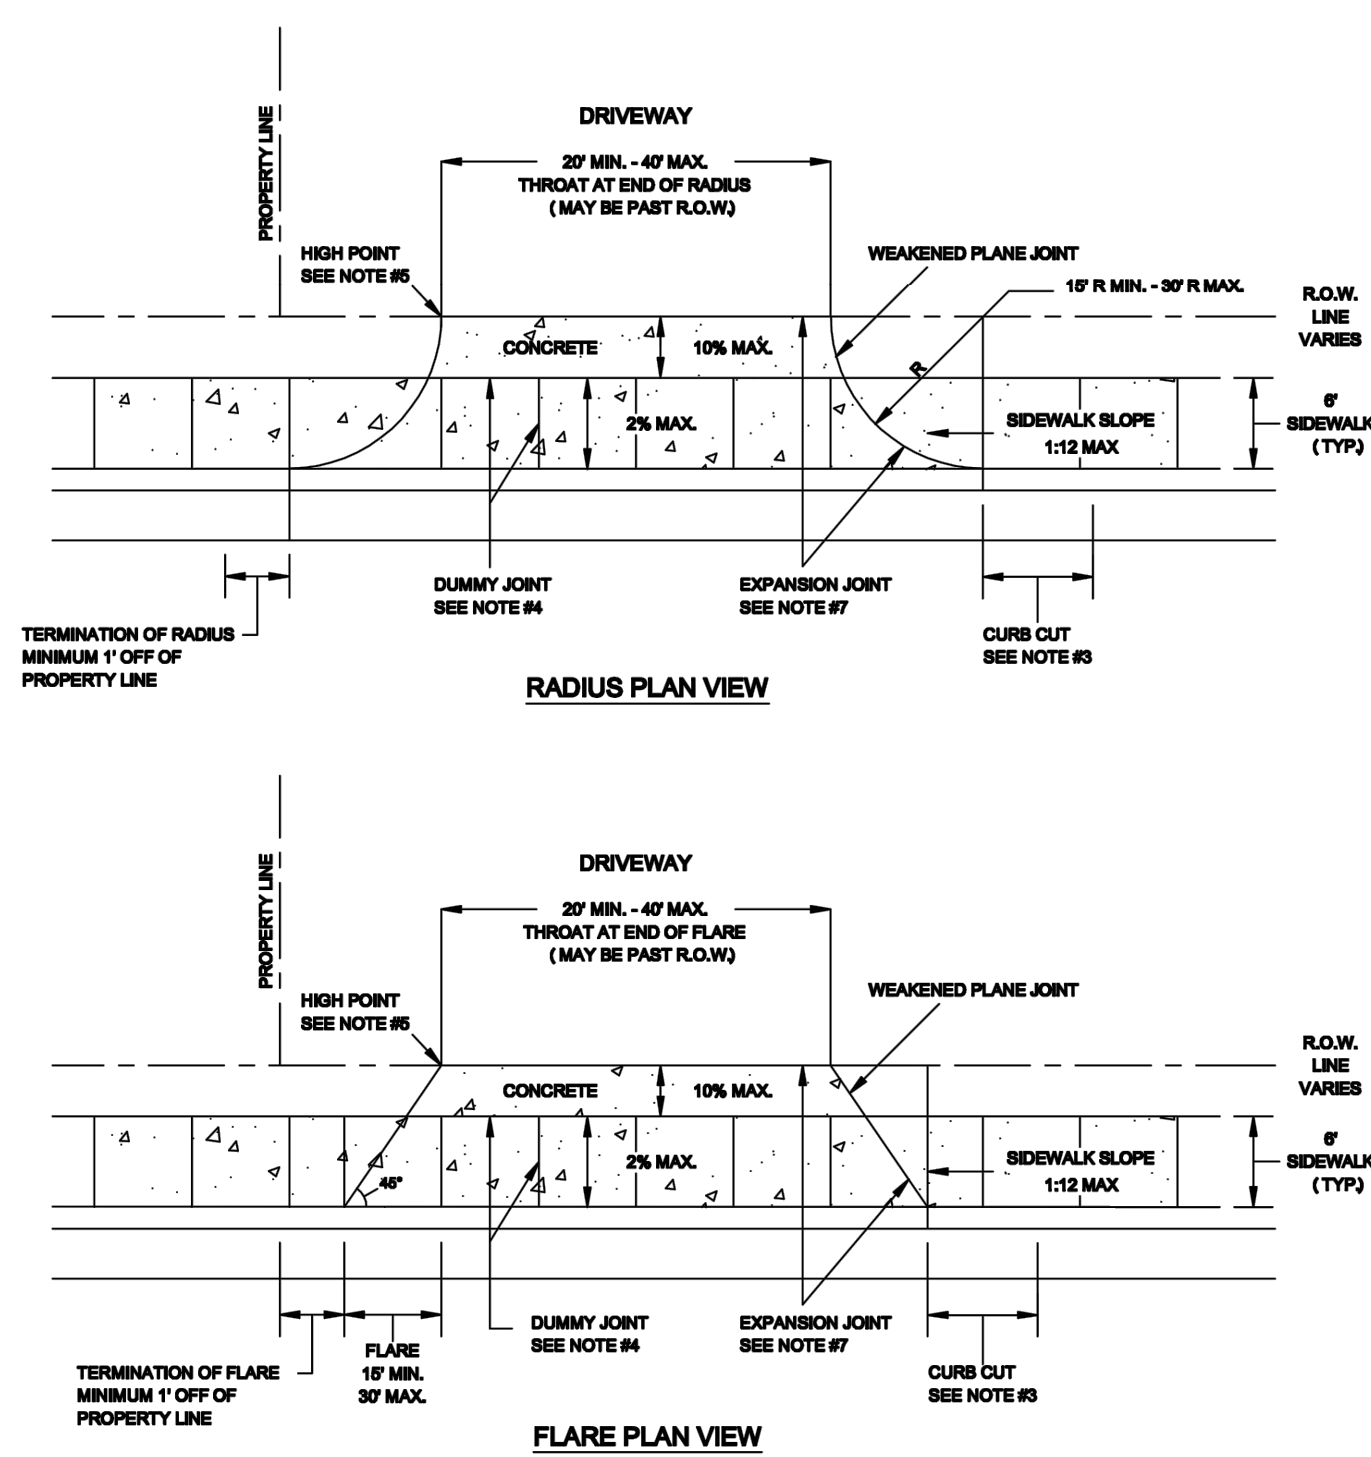 DRIVEWAY
PROPERTY LINE
20' MIN. - 40' MAX.
THROAT AT END OF RADIUS
( MAY BE PAST R.O.W.)
HIGH POINT
SEE NOTE #5
WEAKENED PLANE JOINT
15' R MIN. - 30' R MAX.
R.O.W.
LINE
VARIES
CONCRETE
10% MAX.
R
2% MAX.
SIDEWALK SLOPE
1:12 MAX
6'
SIDEWALK
( TYP.)
DUMMY JOINT
SEE NOTE #4
EXPANSION JOINT
SEE NOTE #7
TERMINATION OF RADIUS
MINIMUM 1' OFF OF
PROPERTY LINE
CURB CUT
SEE NOTE #3
RADIUS PLAN VIEW
DRIVEWAY
PROPERTY LINE
20' MIN. - 40' MAX.
THROAT AT END OF FLARE
( MAY BE PAST R.O.W.)
HIGH POINT
SEE NOTE #5
WEAKENED PLANE JOINT
R.O.W.
LINE
VARIES
CONCRETE
10% MAX.
2% MAX.
45°
SIDEWALK SLOPE
1:12 MAX
6'
SIDEWALK
( TYP.)
DUMMY JOINT
SEE NOTE #4
EXPANSION JOINT
SEE NOTE #7
FLARE
15' MIN.
30' MAX.
TERMINATION OF FLARE
MINIMUM 1' OFF OF
PROPERTY LINE
CURB CUT
SEE NOTE #3
FLARE PLAN VIEW